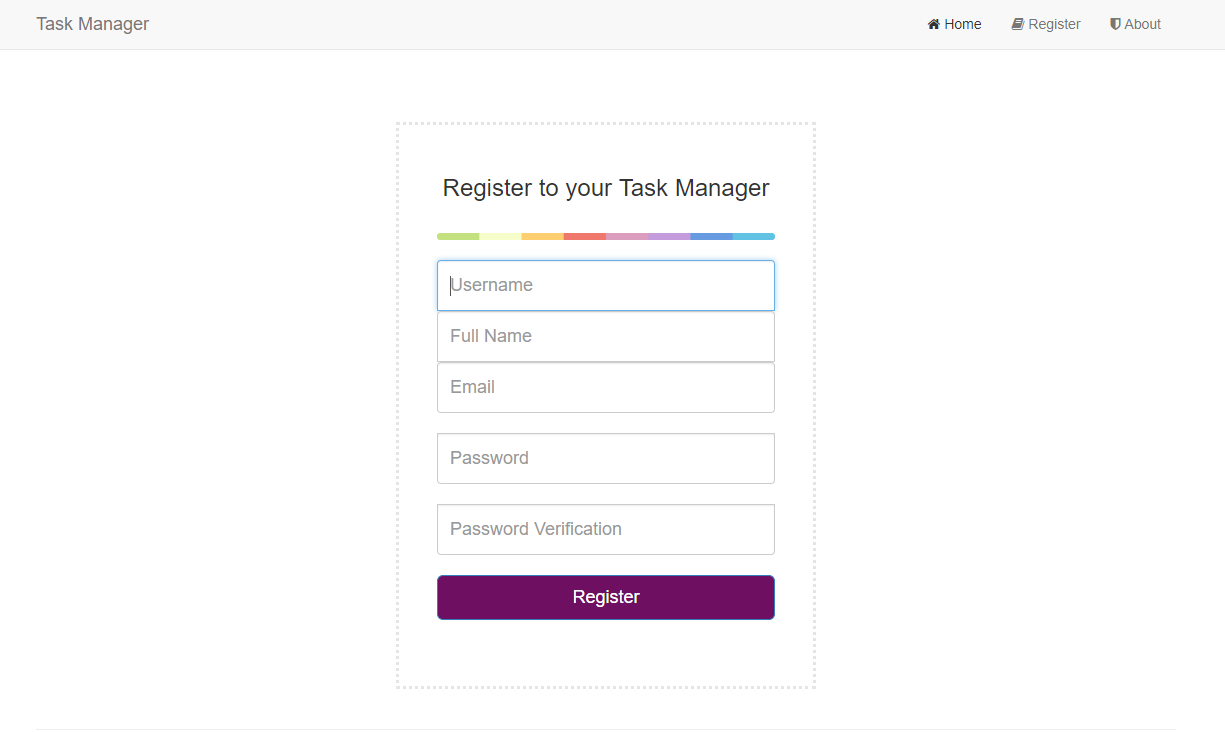 Task Manager Home Register About
Register to your Task Manager
Username
Full Name
Email
Password
Password Verification
Register